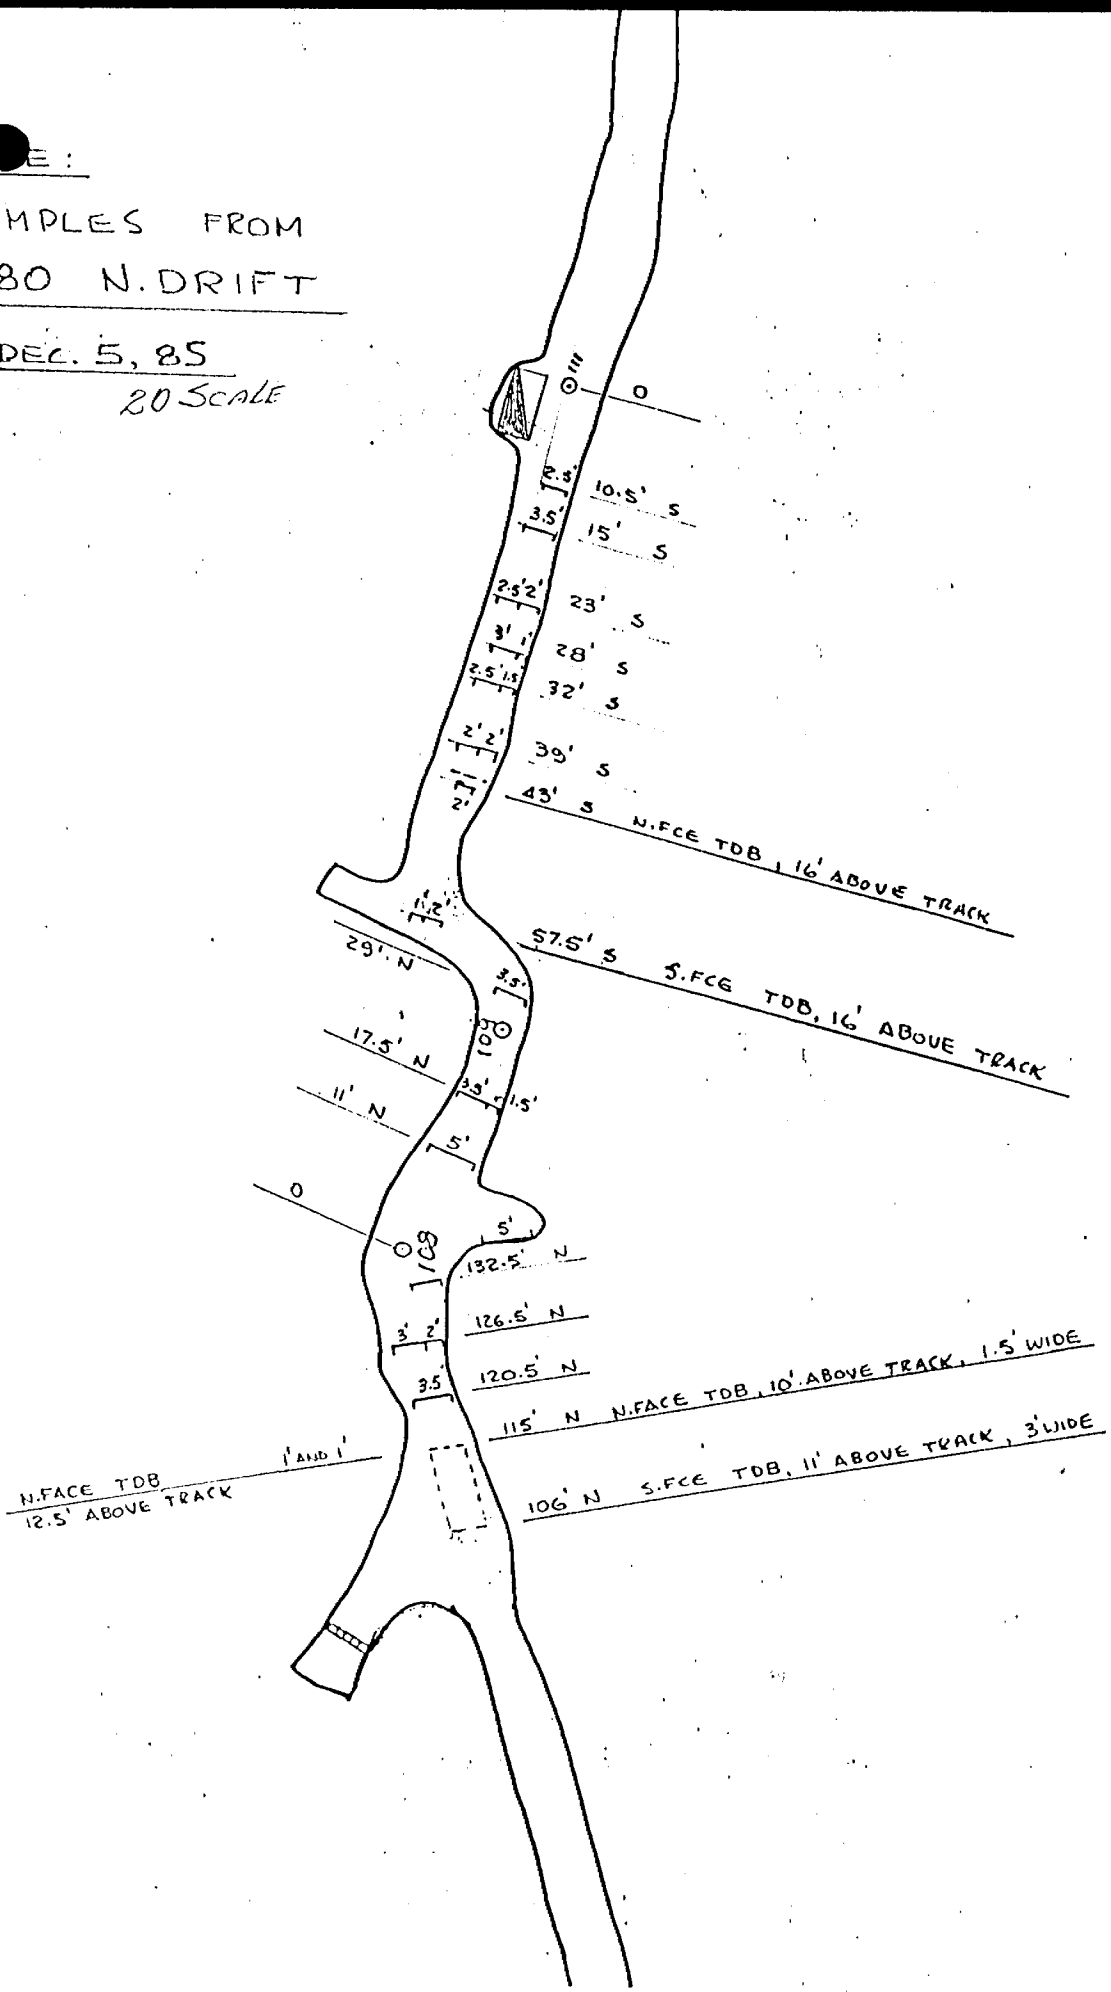 E:
MPLES FROM
80 N. DRIFT
DEC. 5, 85
20 SCALE
111
0
2.5'
10.5' S
3.5'
15' S
2.5' 2'
23' S
3' 1'
28' S
2.5' 1.5'
32' S
2' 2'
39' S
1'
2'
43' S N.FCE TDB, 16' ABOVE TRACK
1' 2'
29' N
57.5' S S.FCE TDB, 16' ABOVE TRACK
3.5'
109
17.5' N
3.5' 1.5'
11' N
5'
0
108
5'
132.5' N
126.5' N
3' 2'
120.5' N
3.5
115' N N.FACE TDB, 10' ABOVE TRACK, 1.5' WIDE
1' AND 1'
N.FACE TDB
12.5' ABOVE TRACK
106' N S.FCE TDB, 11' ABOVE TRACK, 3' WIDE